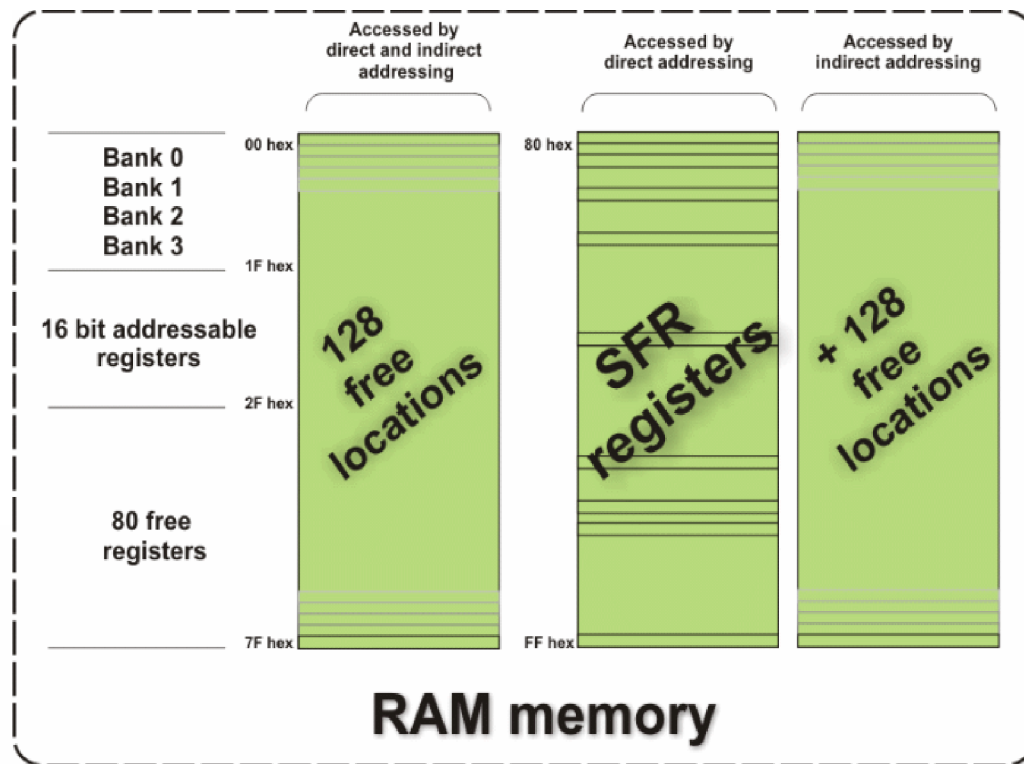 Accessed by
direct and indirect
addressing
Accessed by
direct addressing
Accessed by
indirect addressing
00 hex
80 hex
Bank 0
Bank 1
Bank 2
Bank 3
1F hex
16 bit addressable
registers
2F hex
128
free
locations
SFR
registers
+ 128
free
locations
80 free
registers
7F hex
FF hex
RAM memory